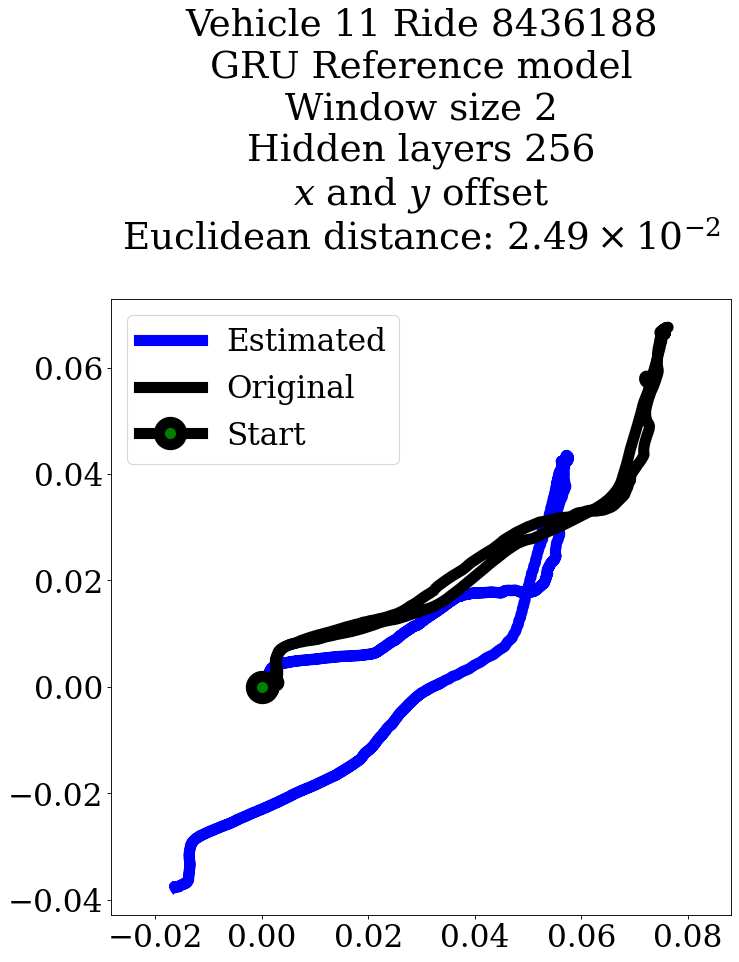 Vehicle 11 Ride 8436188
GRU Reference model
Window size 2
Hidden layers 256
x and y offset
Euclidean distance: 2.49 × 10⁻²
Estimated
Original
Start
0.06
0.04
0.02
0.00
−0.02
−0.04
−0.02 0.00 0.02 0.04 0.06 0.08